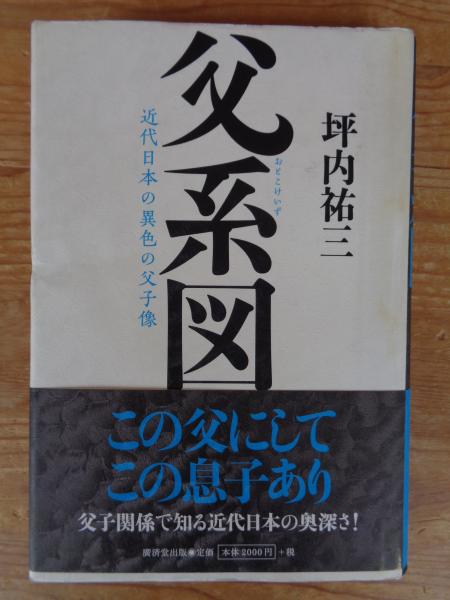 坪内祐三
父系図
おとこけいず
近代日本の異色の父子像
この父にして
この息子あり
父子関係で知る近代日本の奥深さ!
廣済堂出版◉定価 本体2000円 +税